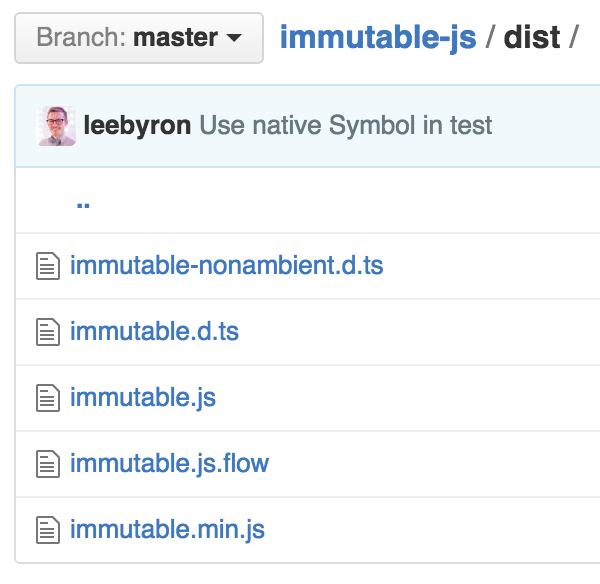 Branch: master immutable-js / dist /
leebyron Use native Symbol in test
..
immutable-nonambient.d.ts
immutable.d.ts
immutable.js
immutable.js.flow
immutable.min.js